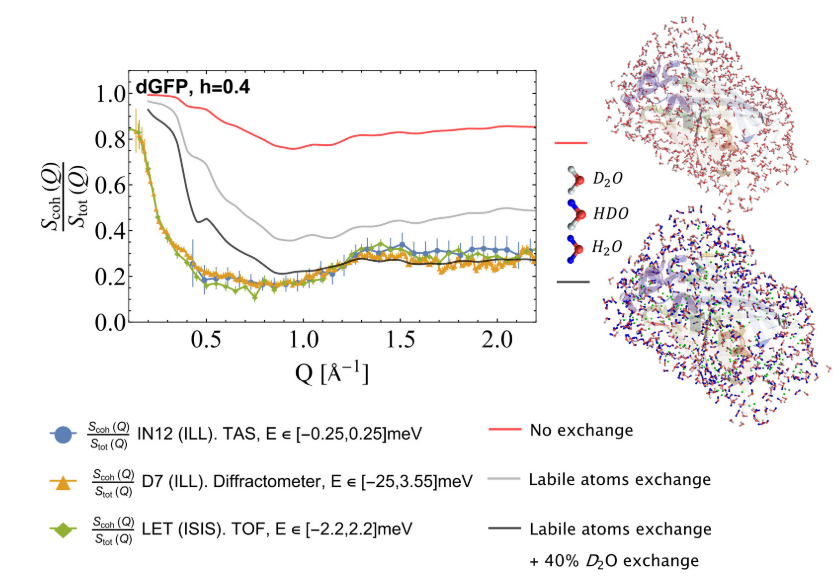 dGFP, h=0.4
1.0
0.8
0.6
0.4
0.2
0.0
S_coh (Q)
S_tot (Q)
0.5 1.0 1.5 2.0
Q [Å⁻¹]
D₂O
HDO
H₂O
S_coh (Q)
S_tot (Q)
IN12 (ILL). TAS, E ∈ [−0.25,0.25]meV
S_coh (Q)
S_tot (Q)
D7 (ILL). Diffractometer, E ∈ [−25,3.55]meV
S_coh (Q)
S_tot (Q)
LET (ISIS). TOF, E ∈ [−2.2,2.2]meV
No exchange
Labile atoms exchange
Labile atoms exchange
+ 40% D₂O exchange